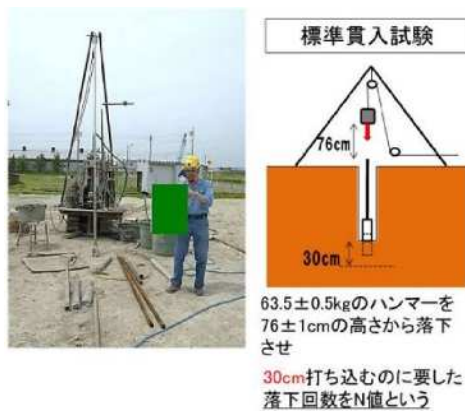 標準貫入試験
76cm
30cm
63.5±0.5kgのハンマーを
76±1cmの高さから落下
させ
30cm打ち込むのに要した
落下回数をN値という